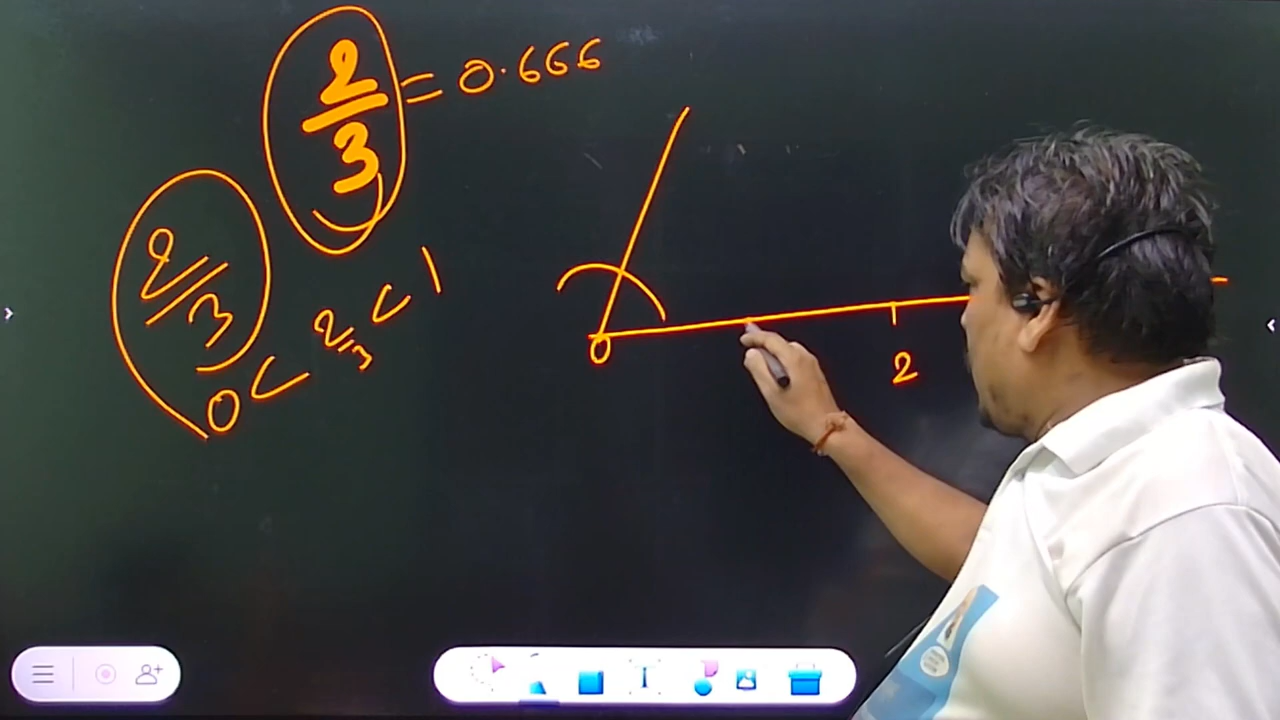 2/3 = 0.666
2/3
0 < 2/3 < 1
0 2
T